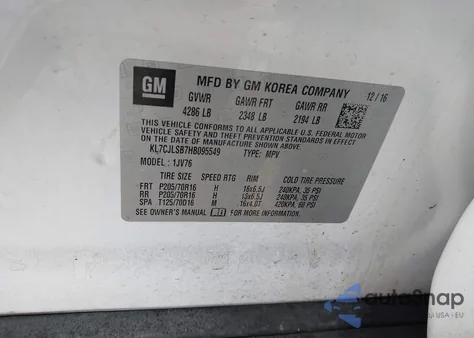 GM
MFD BY GM KOREA COMPANY
12/16
GVWR GAWR FRT GAWR RR
4286 LB 2348 LB 2194 LB
THIS VEHICLE CONFORMS TO ALL APPLICABLE U.S. FEDERAL MOTOR
VEHICLE SAFETY, BUMPER, AND THEFT PREVENTION STANDARDS IN EFFECT
ON THE DATE OF MANUFACTURE SHOWN ABOVE.
KL7CJLSB7HB095549 TYPE: MPV
MODEL: 1JV76
TIRE SIZE SPEED RTG RIM COLD TIRE PRESSURE
FRT P205/70R16 H 16x6.5J 240KPA, 35 PSI
RR P205/70R16 H 240KPA, 35 PSI
SPA T125/70D16 M 16x4.0T 420KPA, 60 PSI
SEE OWNER'S MANUAL FOR MORE INFORMATION.
autoSnap